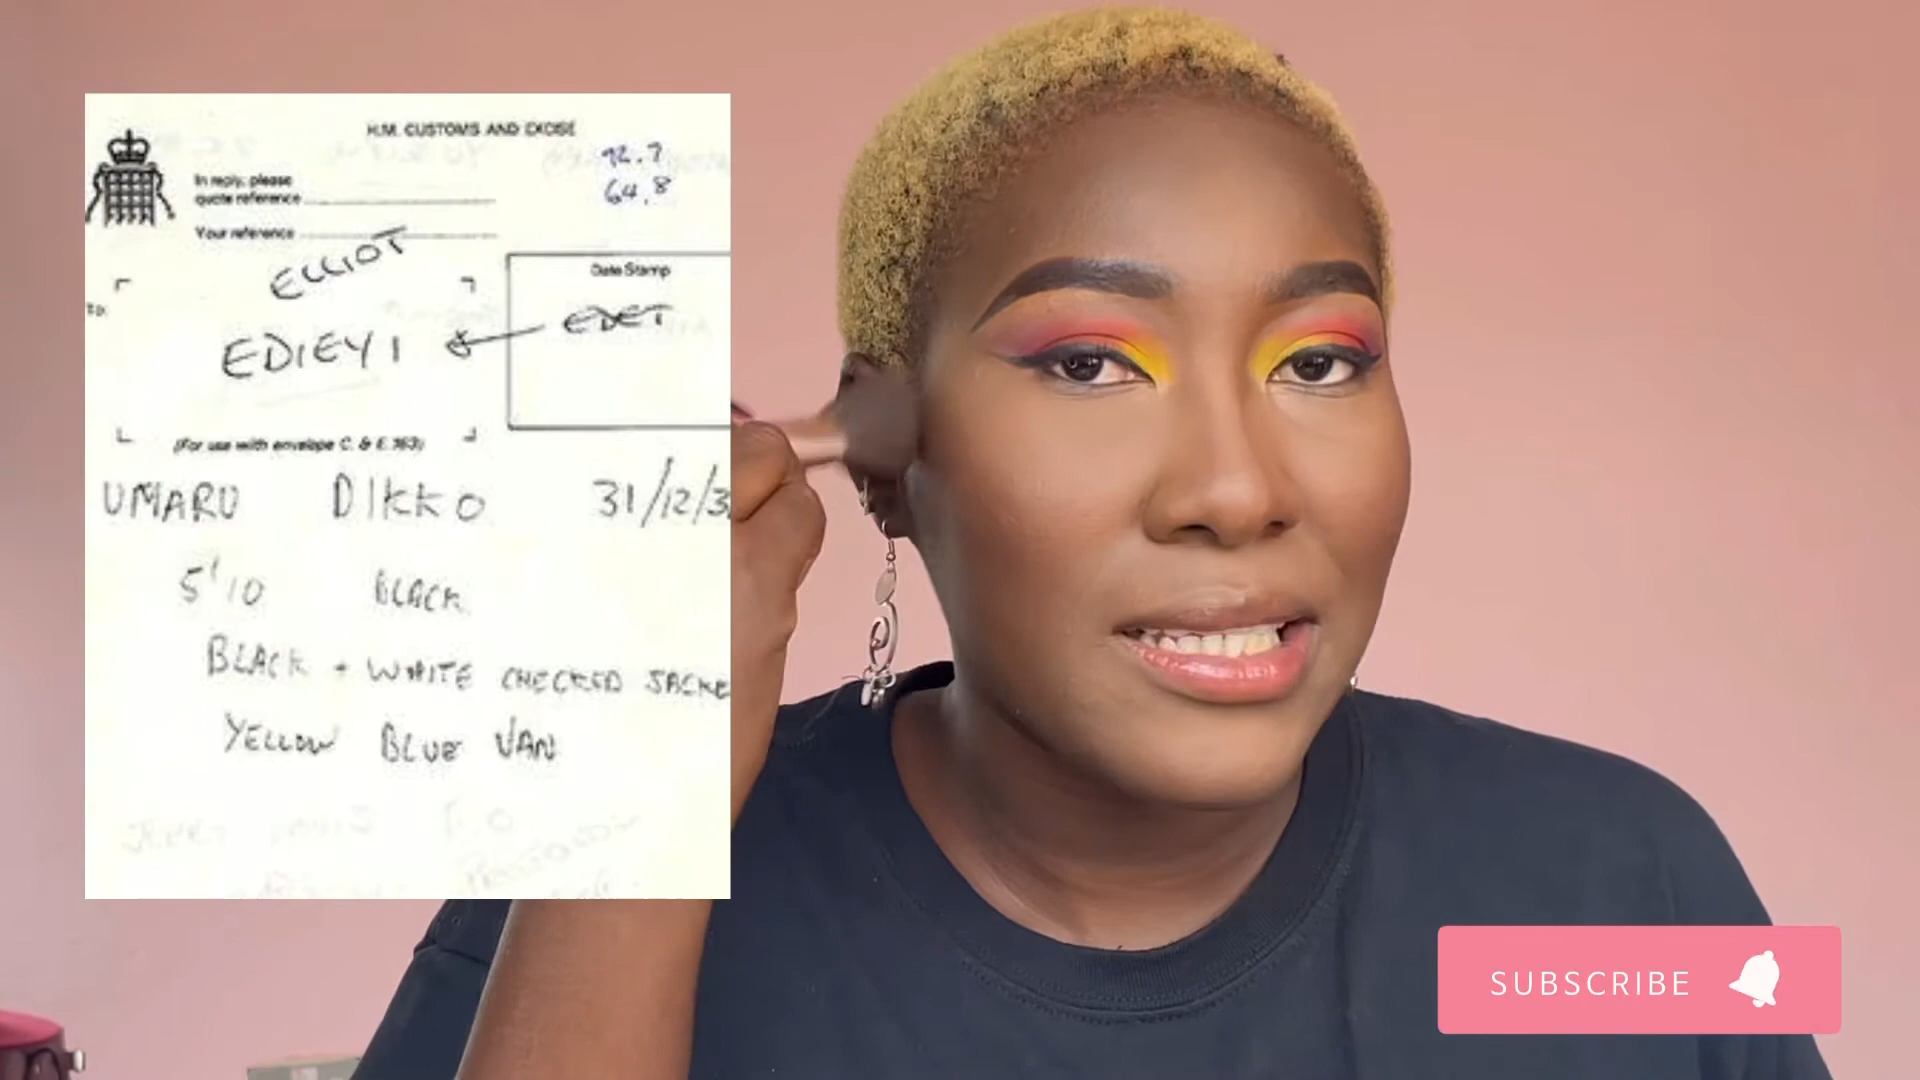 H.M. CUSTOMS AND EXCISE
64.8
In reply, please
quote reference
Your reference
ELLIOT
Date Stamp
To:
EDET
EDIEYI
(For use with envelope C. & E. 163)
UMARU DIKKO 31/12/3
5'10 BLACK
BLACK + WHITE CHECKED JACKE
YELLOW BLUE VAN
SUBSCRIBE